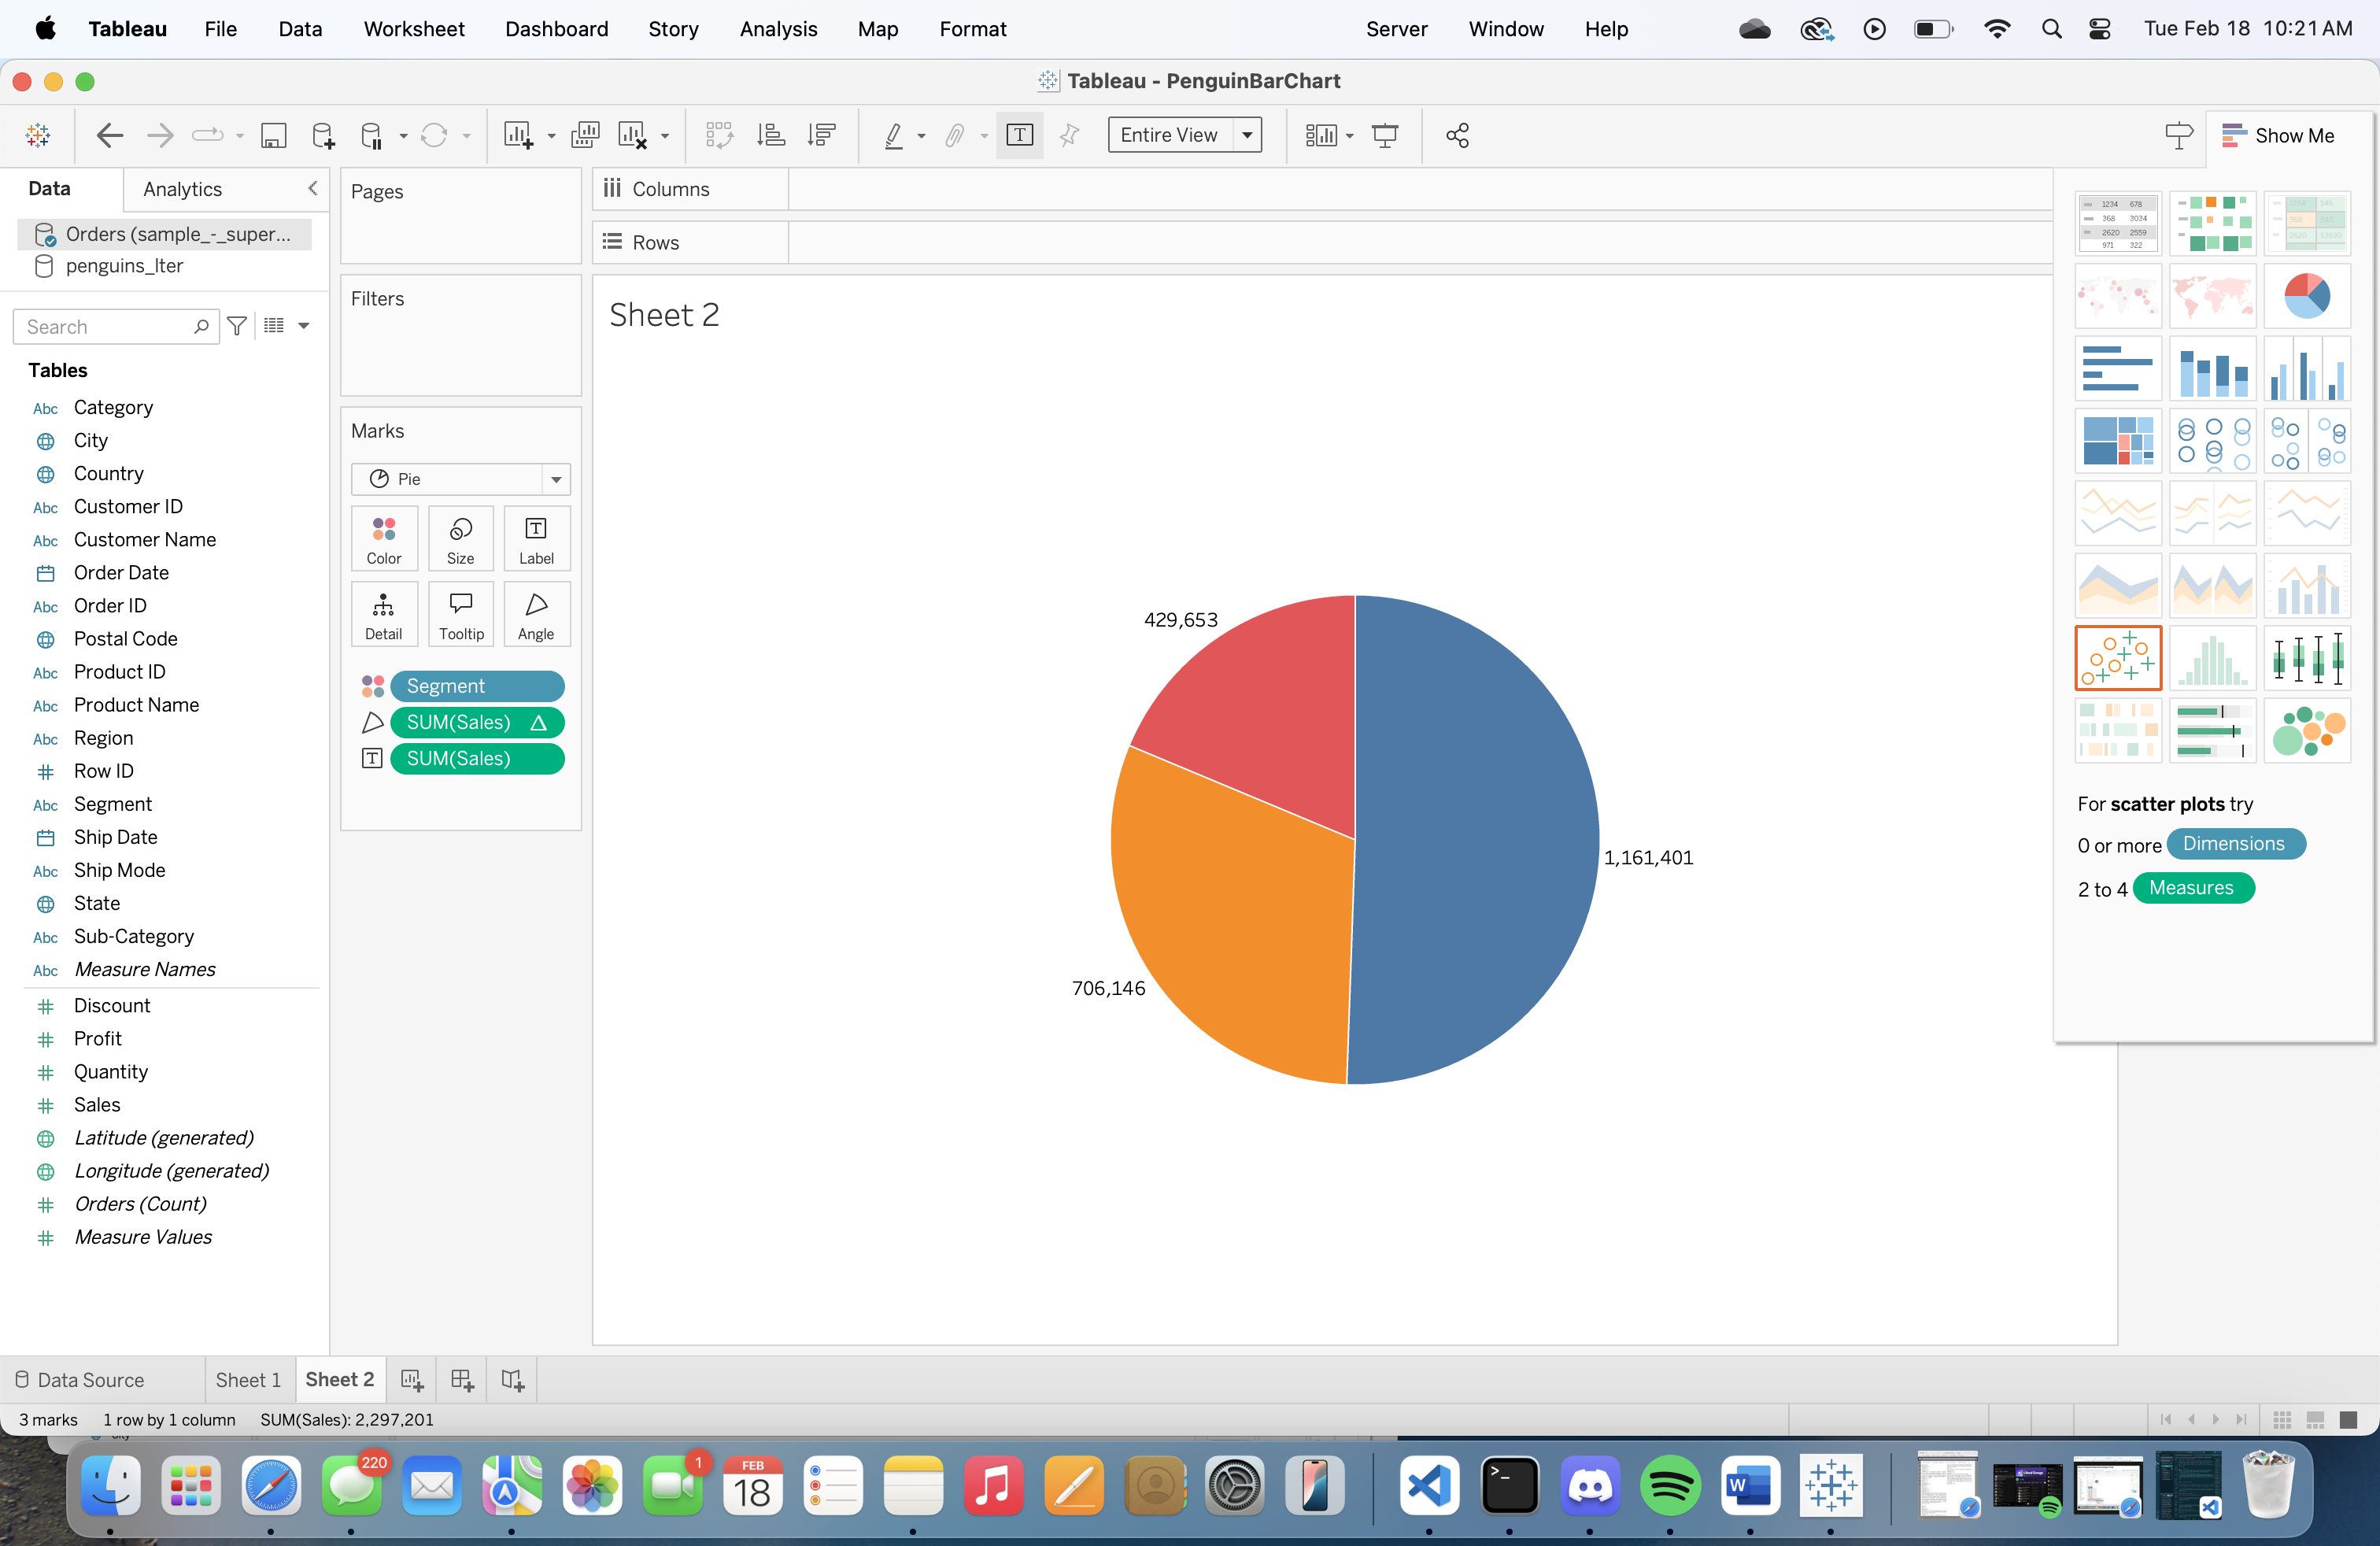 Tableau File Data Worksheet Dashboard Story Analysis Map Format Server Window Help Tue Feb 18 10:21 AM
Tableau - PenguinBarChart
Entire View
Show Me
Data Analytics
Orders (sample_-_super...
penguins_lter
Search
Tables
Abc Category
City
Country
Abc Customer ID
Abc Customer Name
Order Date
Abc Order ID
Postal Code
Abc Product ID
Abc Product Name
Abc Region
Row ID
Abc Segment
Ship Date
Abc Ship Mode
State
Abc Sub-Category
Abc Measure Names
Discount
Profit
Quantity
Sales
Latitude (generated)
Longitude (generated)
Orders (Count)
Measure Values
Pages
Filters
Marks
Pie
Color Size Label
Detail Tooltip Angle
Segment
SUM(Sales)
SUM(Sales)
Columns
Rows
Sheet 2
429,653
1,161,401
706,146
1234 678
368 3034
2620 2559
971 322
For scatter plots try
0 or more Dimensions
2 to 4 Measures
Data Source Sheet 1 Sheet 2
3 marks 1 row by 1 column SUM(Sales): 2,297,201
220
1
FEB
18